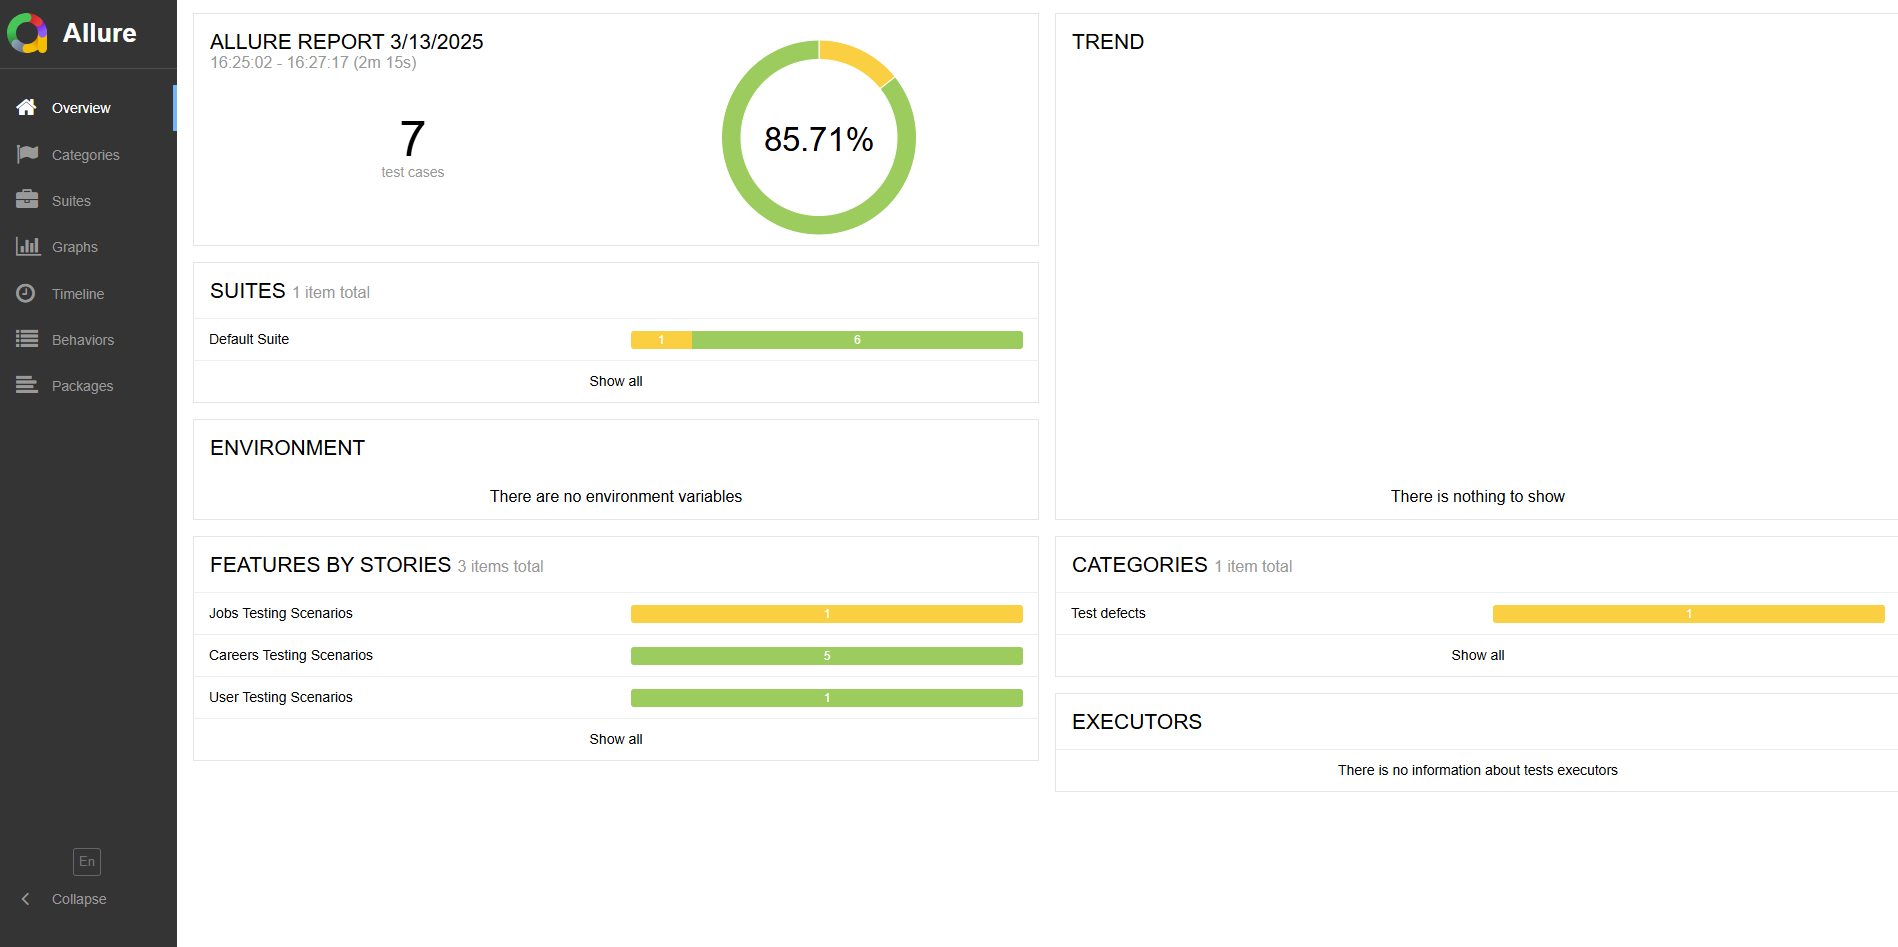 Allure
Overview
Categories
Suites
Graphs
Timeline
Behaviors
Packages
En
Collapse
ALLURE REPORT 3/13/2025
16:25:02 - 16:27:17 (2m 15s)
7
test cases
85.71%
SUITES 1 item total
Default Suite 1 6
Show all
ENVIRONMENT
There are no environment variables
FEATURES BY STORIES 3 items total
Jobs Testing Scenarios 1
Careers Testing Scenarios 5
User Testing Scenarios 1
Show all
TREND
There is nothing to show
CATEGORIES 1 item total
Test defects 1
Show all
EXECUTORS
There is no information about tests executors